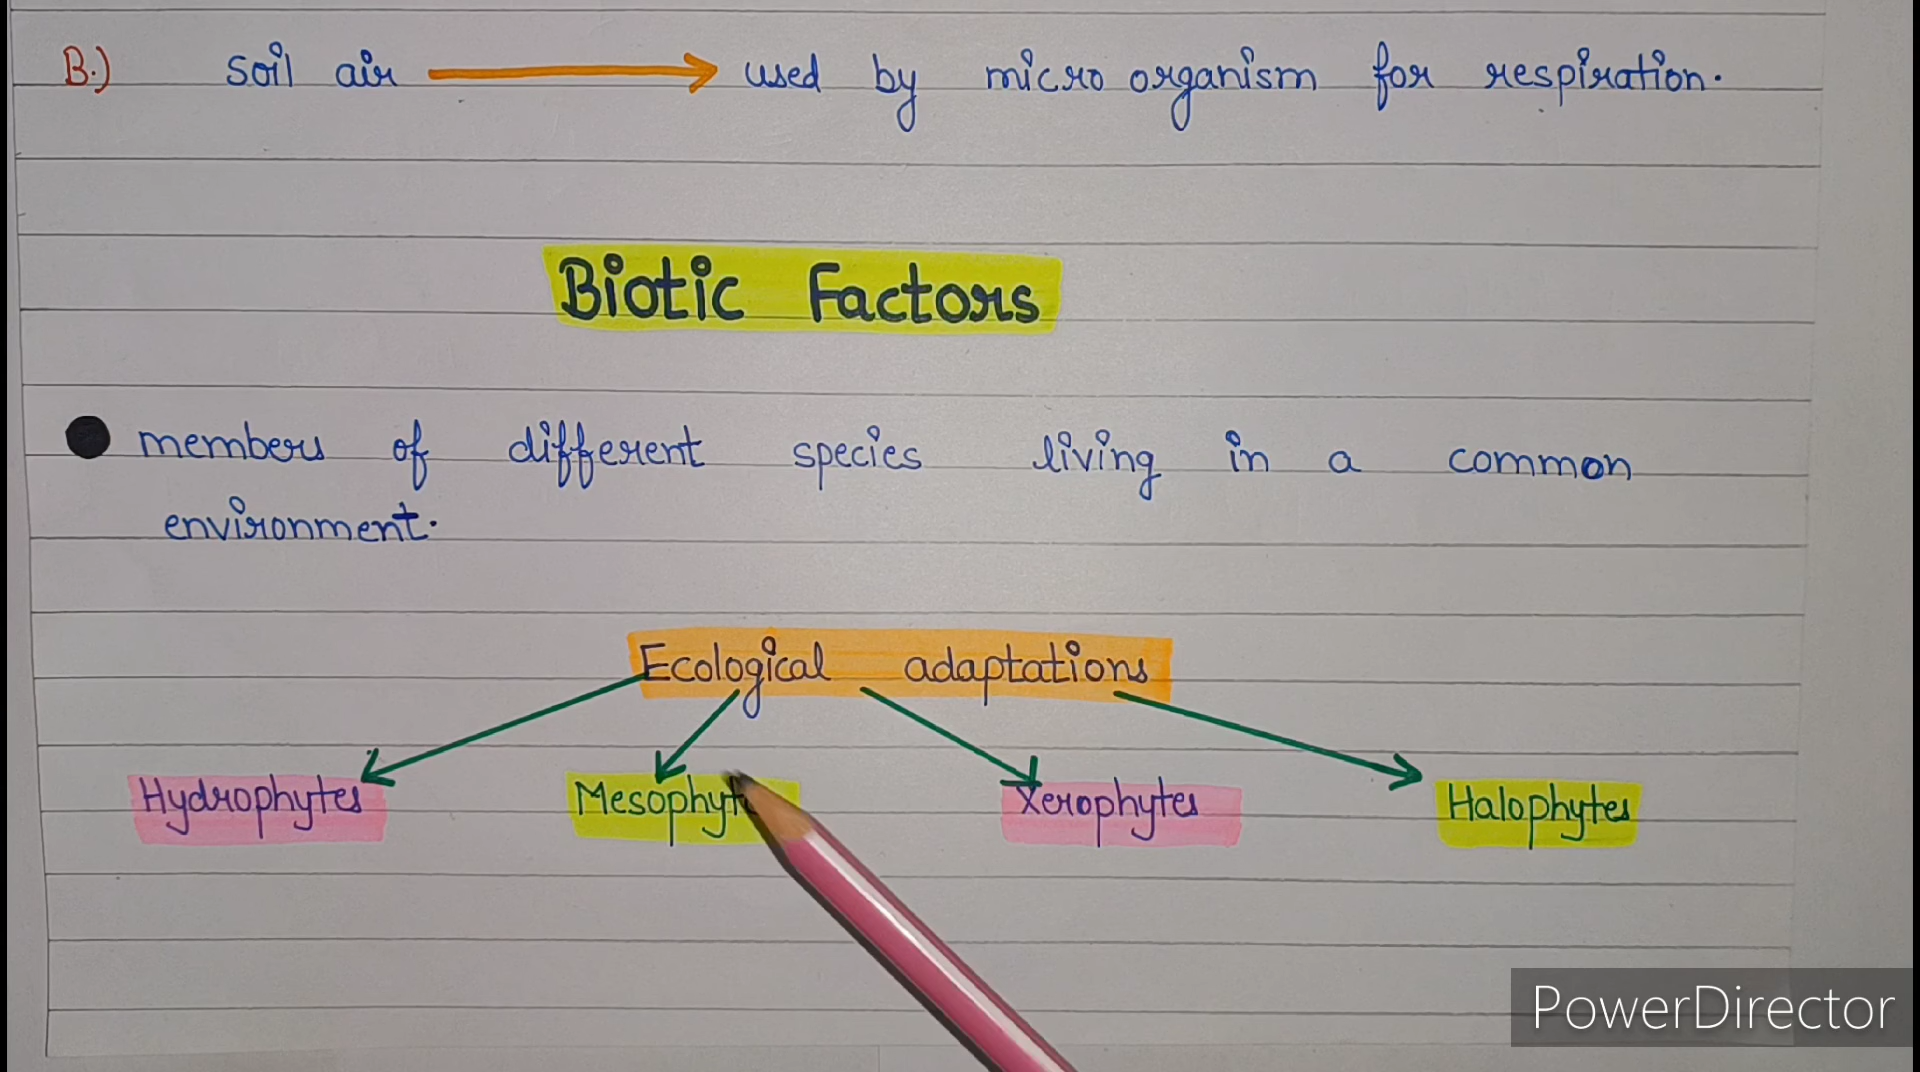 B.) soil air → used by micro organism for respiration.
Biotic Factors
● members of different species living in a common
environment.
Ecological adaptations
Hydrophytes Xerophytes Halophytes
PowerDirector